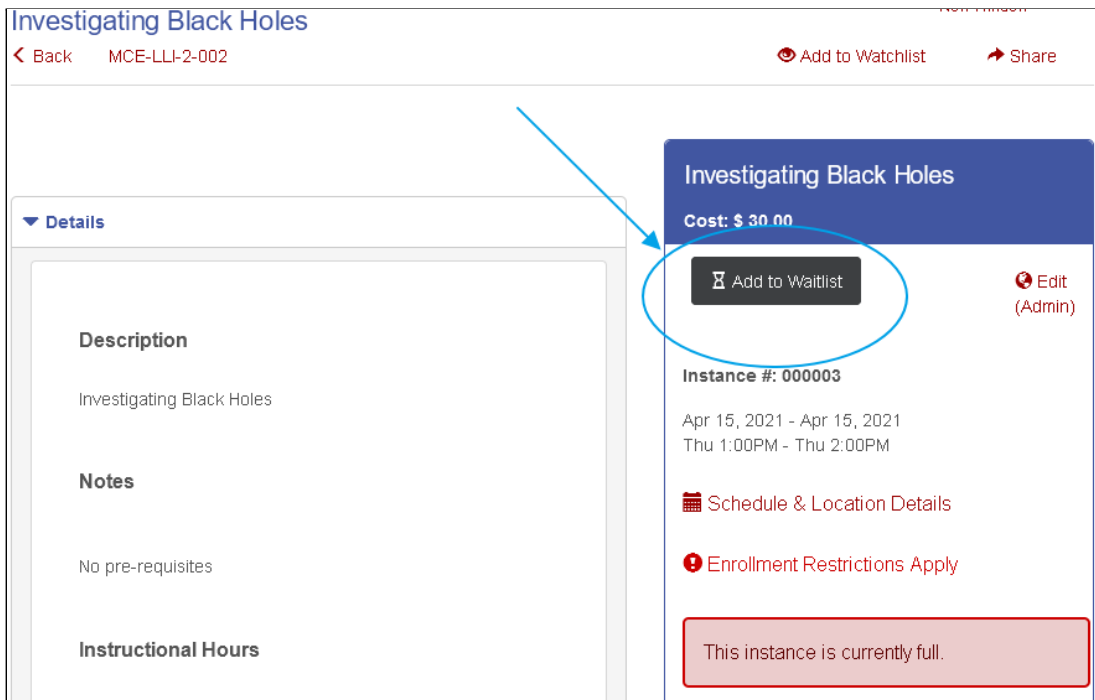 Investigating Black Holes
Back MCE-LLI-2-002
Add to Watchlist Share
Details
Description
Investigating Black Holes
Notes
No pre-requisites
Instructional Hours
Investigating Black Holes
Cost: $ 30.00
Add to Waitlist
Edit
(Admin)
Instance #: 000003
Apr 15, 2021 - Apr 15, 2021
Thu 1:00PM - Thu 2:00PM
Schedule & Location Details
Enrollment Restrictions Apply
This instance is currently full.